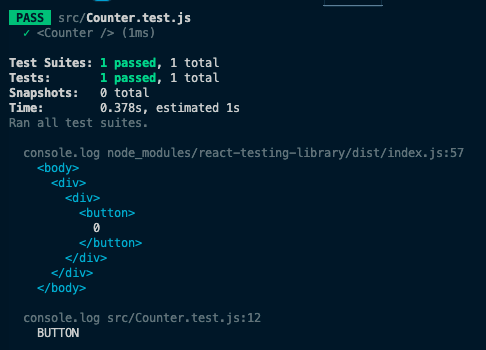 PASS src/Counter.test.js
✓ <Counter /> (1ms)
Test Suites: 1 passed, 1 total
Tests: 1 passed, 1 total
Snapshots: 0 total
Time: 0.378s, estimated 1s
Ran all test suites.
console.log node_modules/react-testing-library/dist/index.js:57
<body>
<div>
<div>
<button>
0
</button>
</div>
</div>
</body>
console.log src/Counter.test.js:12
BUTTON